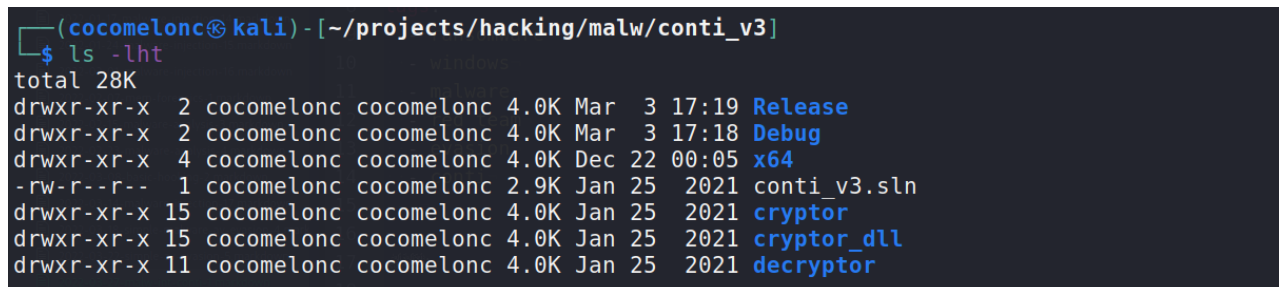 ┌──(cocomelonc㉿kali)-[~/projects/hacking/malw/conti_v3]
└─$ ls -lht
total 28K
drwxr-xr-x  2 cocomelonc cocomelonc 4.0K Mar  3 17:19 Release
drwxr-xr-x  2 cocomelonc cocomelonc 4.0K Mar  3 17:18 Debug
drwxr-xr-x  4 cocomelonc cocomelonc 4.0K Dec 22 00:05 x64
-rw-r--r--  1 cocomelonc cocomelonc 2.9K Jan 25  2021 conti_v3.sln
drwxr-xr-x 15 cocomelonc cocomelonc 4.0K Jan 25  2021 cryptor
drwxr-xr-x 15 cocomelonc cocomelonc 4.0K Jan 25  2021 cryptor_dll
drwxr-xr-x 11 cocomelonc cocomelonc 4.0K Jan 25  2021 decryptor